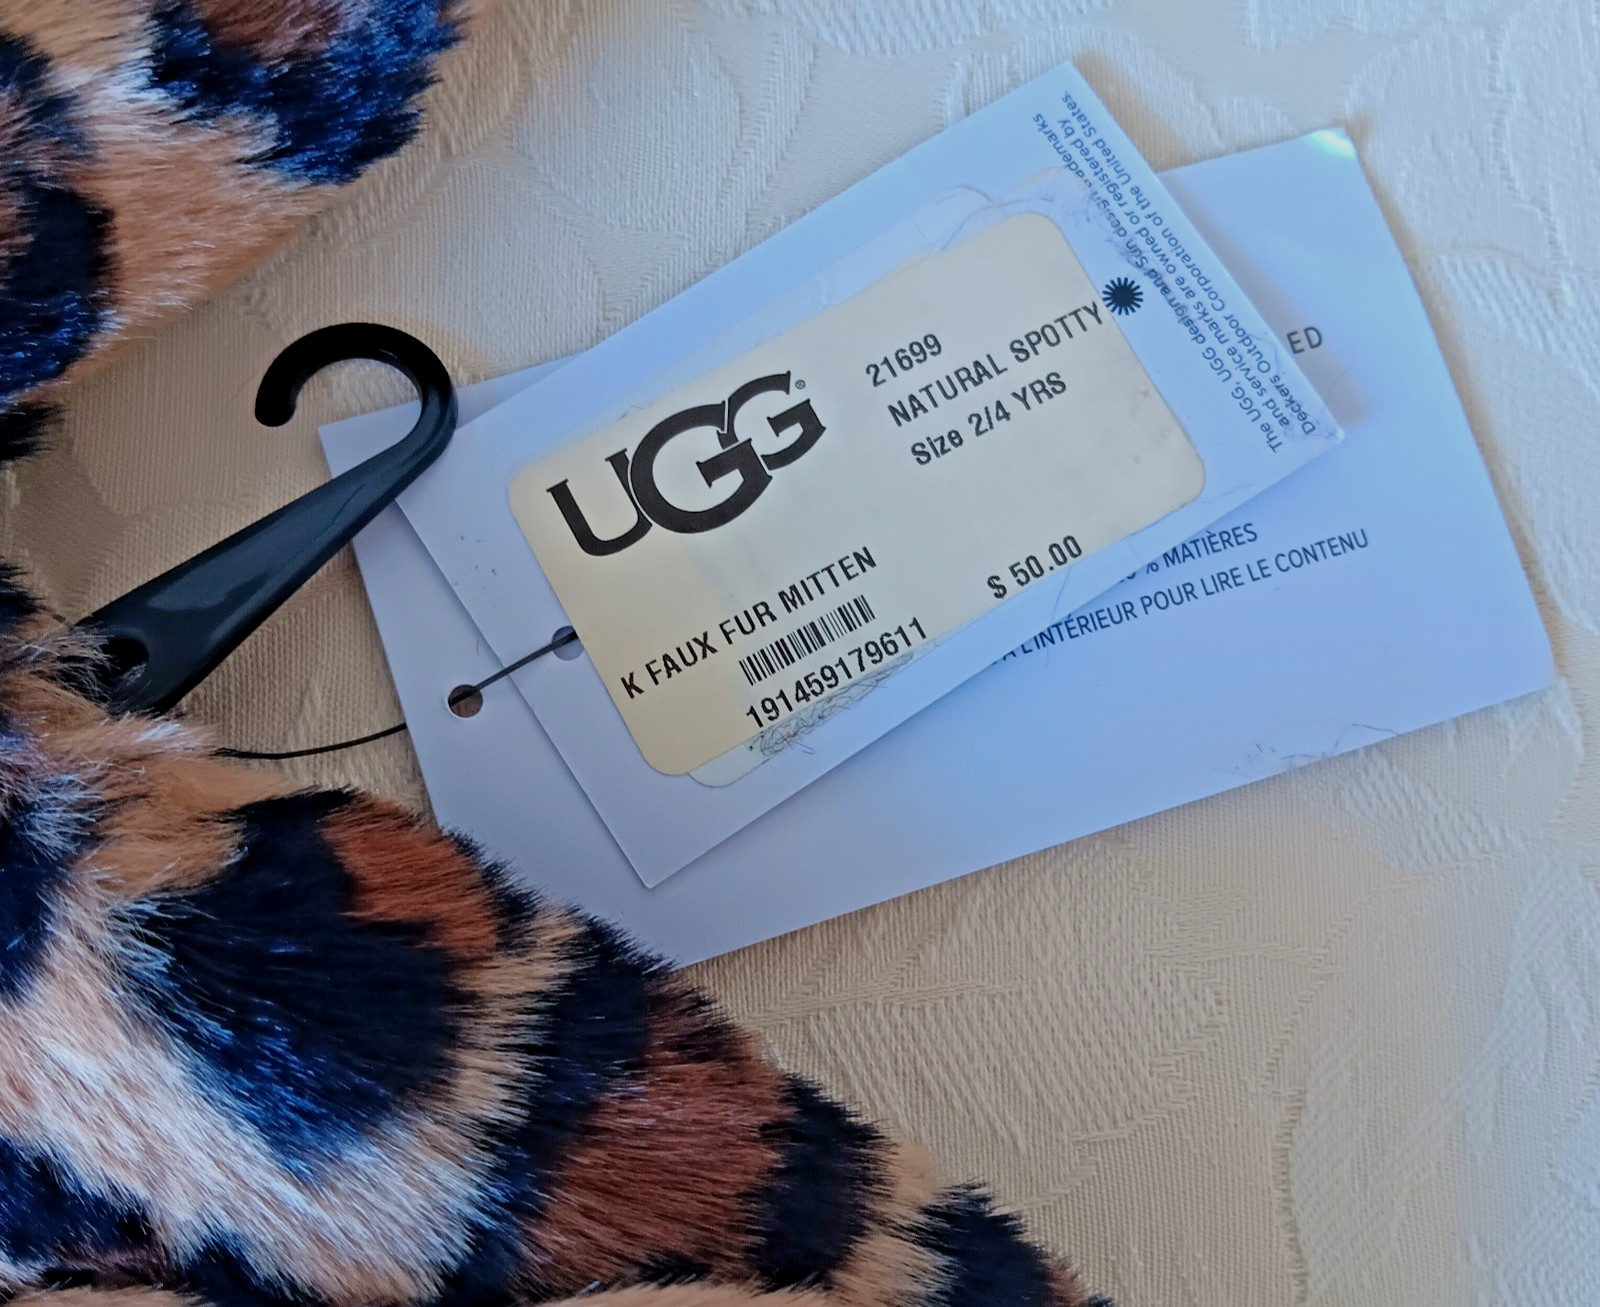 UGG®
21699
NATURAL SPOTTY
Size 2/4 YRS
K FAUX FUR MITTEN
$ 50.00
191459179611
The UGG, UGG design and Sun design trademarks
and service marks are owned or registered by
Deckers Outdoor Corporation of the United States.
ED
% MATIÈRES
L'INTÉRIEUR POUR LIRE LE CONTENU